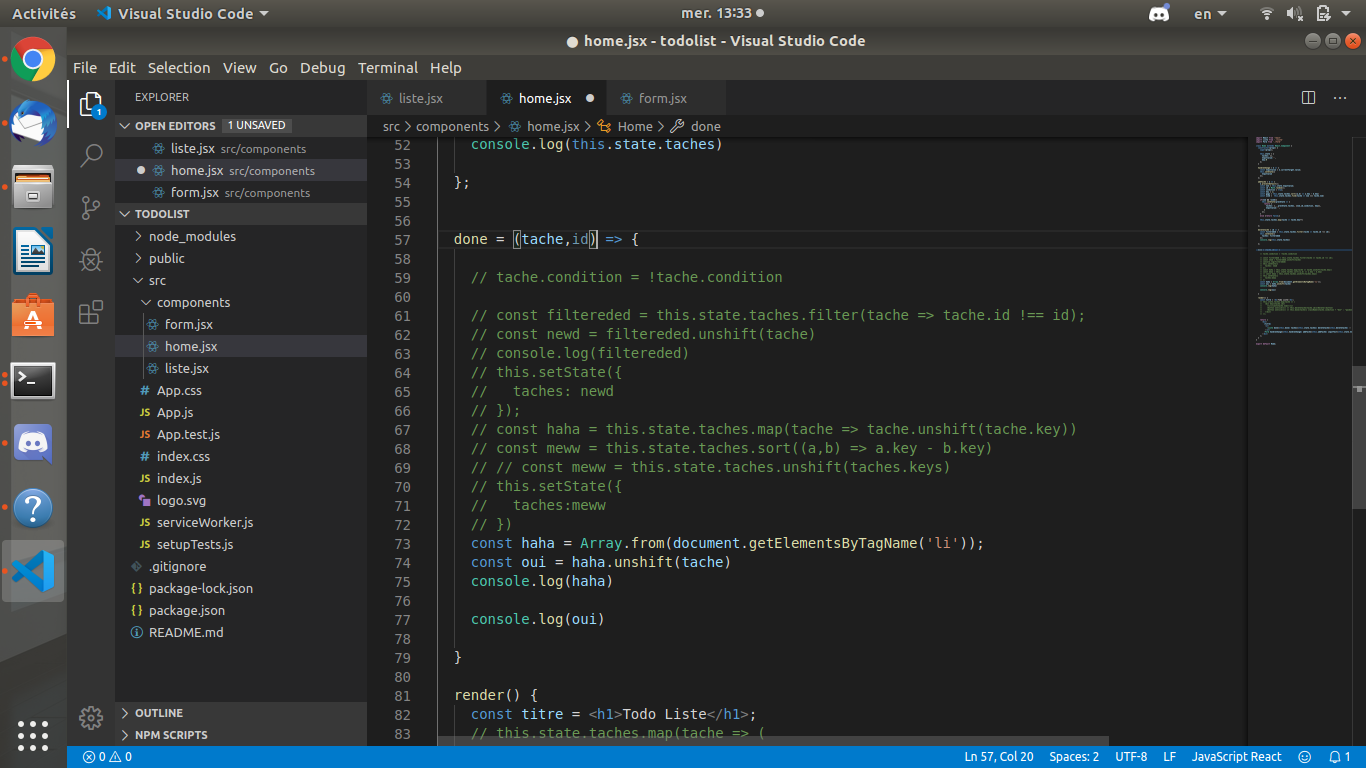 Activités
Visual Studio Code
mer. 13:33
en
home.jsx - todolist - Visual Studio Code
File Edit Selection View Go Debug Terminal Help
1
EXPLORER
OPEN EDITORS 1 UNSAVED
liste.jsx src/components
home.jsx src/components
form.jsx src/components
TODOLIST
node_modules
public
src
components
form.jsx
home.jsx
liste.jsx
# App.css
JS App.js
JS App.test.js
# index.css
JS index.js
logo.svg
JS serviceWorker.js
JS setupTests.js
.gitignore
{} package-lock.json
{} package.json
README.md
OUTLINE
NPM SCRIPTS
liste.jsx
home.jsx
form.jsx
src > components > home.jsx > Home > done
52 console.log(this.state.taches)
53
54 };
55
56
57 done = (tache,id) => {
58
59 // tache.condition = !tache.condition
60
61 // const filtereded = this.state.taches.filter(tache => tache.id !== id);
62 // const newd = filtereded.unshift(tache)
63 // console.log(filtereded)
64 // this.setState({
65 //   taches: newd
66 // });
67 // const haha = this.state.taches.map(tache => tache.unshift(tache.key))
68 // const meww = this.state.taches.sort((a,b) => a.key - b.key)
69 // // const meww = this.state.taches.unshift(taches.keys)
70 // this.setState({
71 //   taches:meww
72 // })
73 const haha = Array.from(document.getElementsByTagName('li'));
74 const oui = haha.unshift(tache)
75 console.log(haha)
76
77 console.log(oui)
78
79 }
80
81 render() {
82 const titre = <h1>Todo Liste</h1>;
83 // this.state.taches.map(tache => (
0 0
Ln 57, Col 20
Spaces: 2
UTF-8
LF
JavaScript React
1